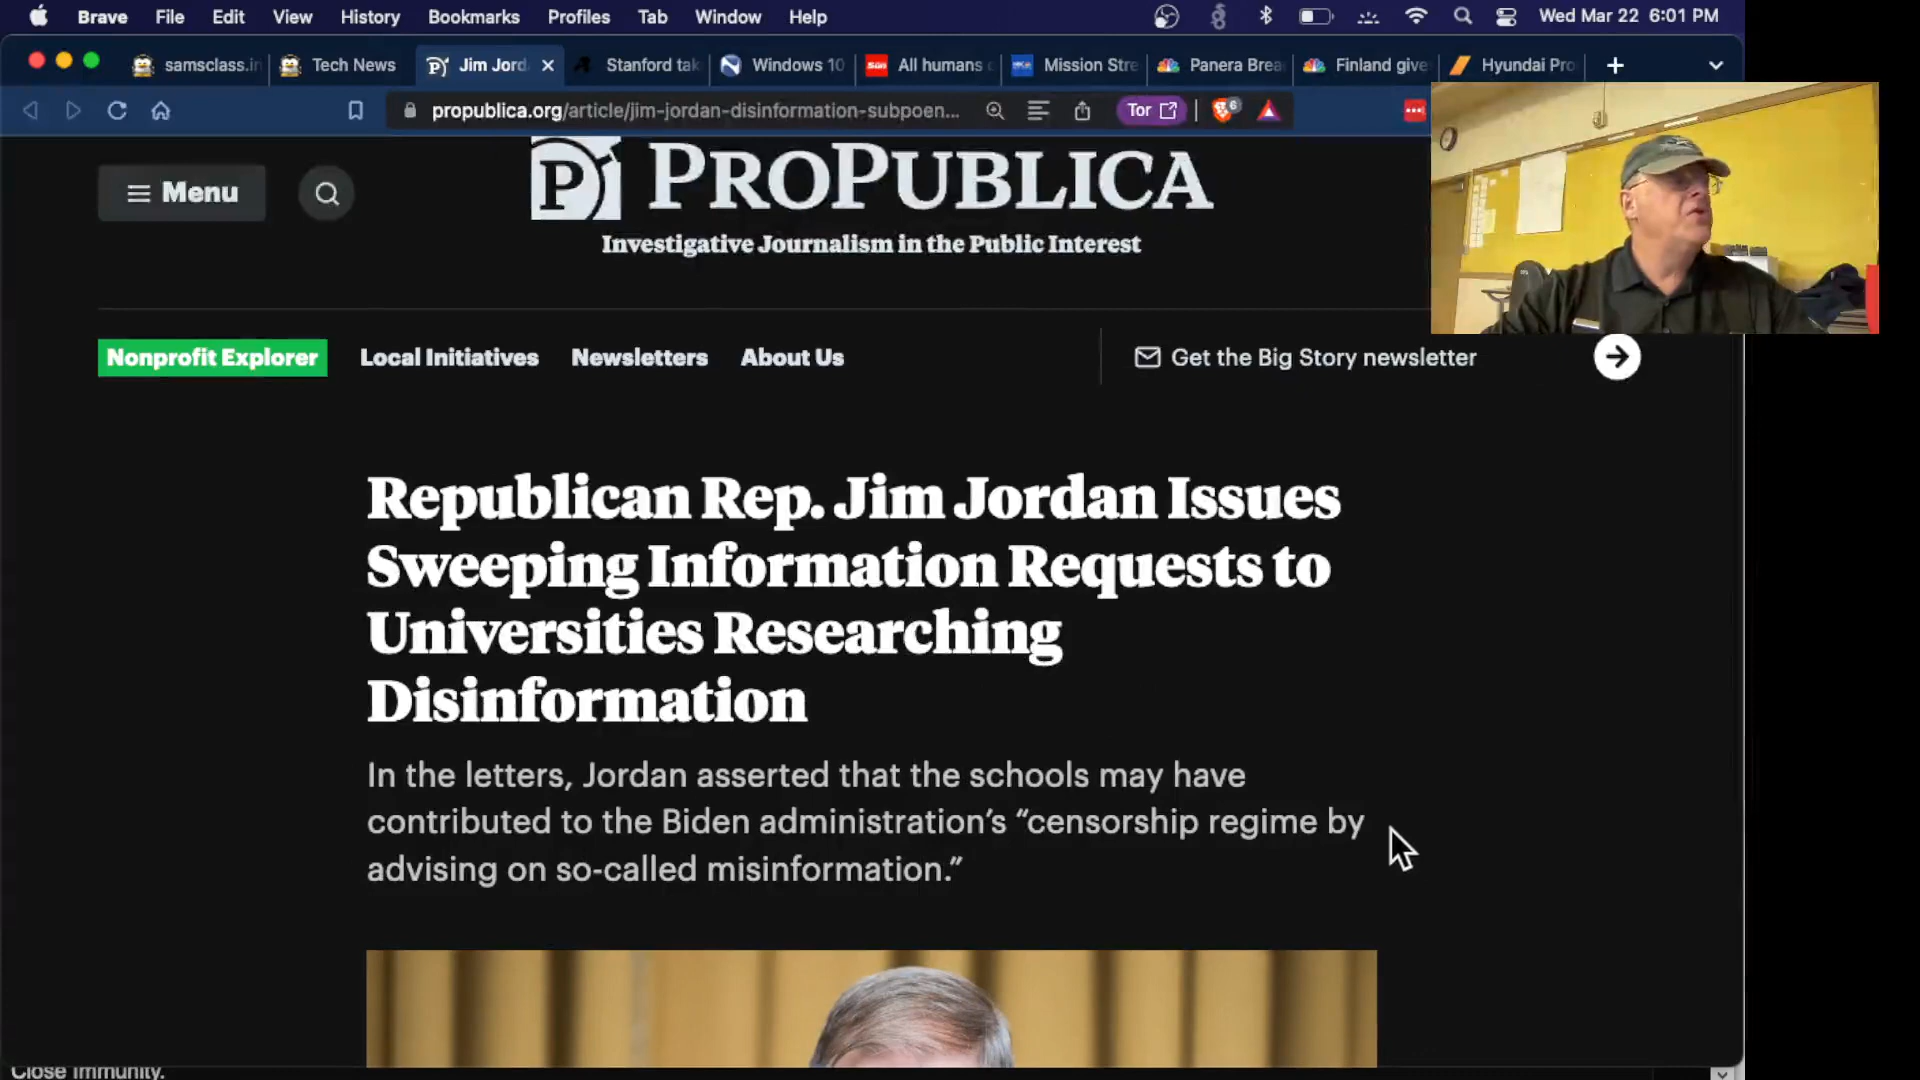 Brave File Edit View History Bookmarks Profiles Tab Window Help Wed Mar 22 6:01 PM
samsclass.in Tech News Jim Jord Stanford tak Windows 10 All humans Mission Stre Panera Brea Finland give Hyundai Pro
propublica.org/article/jim-jordan-disinformation-subpoen... Tor 6
Menu
PROPUBLICA
Investigative Journalism in the Public Interest
Nonprofit Explorer Local Initiatives Newsletters About Us Get the Big Story newsletter
Republican Rep. Jim Jordan Issues
Sweeping Information Requests to
Universities Researching
Disinformation
In the letters, Jordan asserted that the schools may have
contributed to the Biden administration’s “censorship regime by
advising on so-called misinformation.”
Close Immunity.